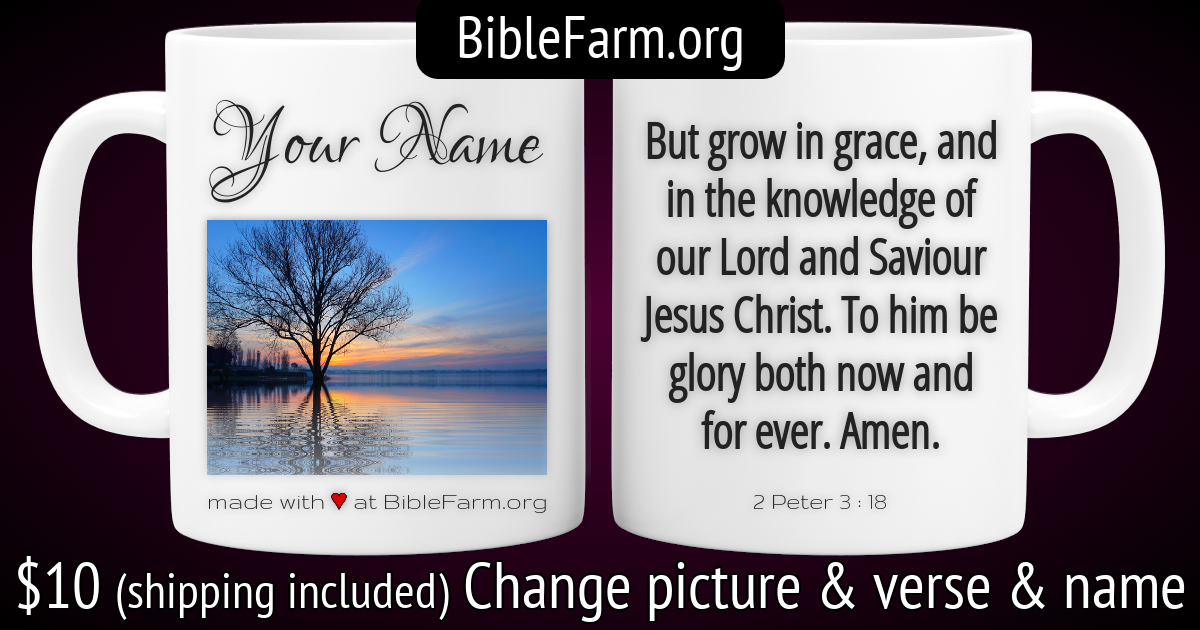 BibleFarm.org
Your Name
made with ♥ at BibleFarm.org
But grow in grace, and
in the knowledge of
our Lord and Saviour
Jesus Christ. To him be
glory both now and
for ever. Amen.
2 Peter 3 : 18
$10 (shipping included) Change picture & verse & name